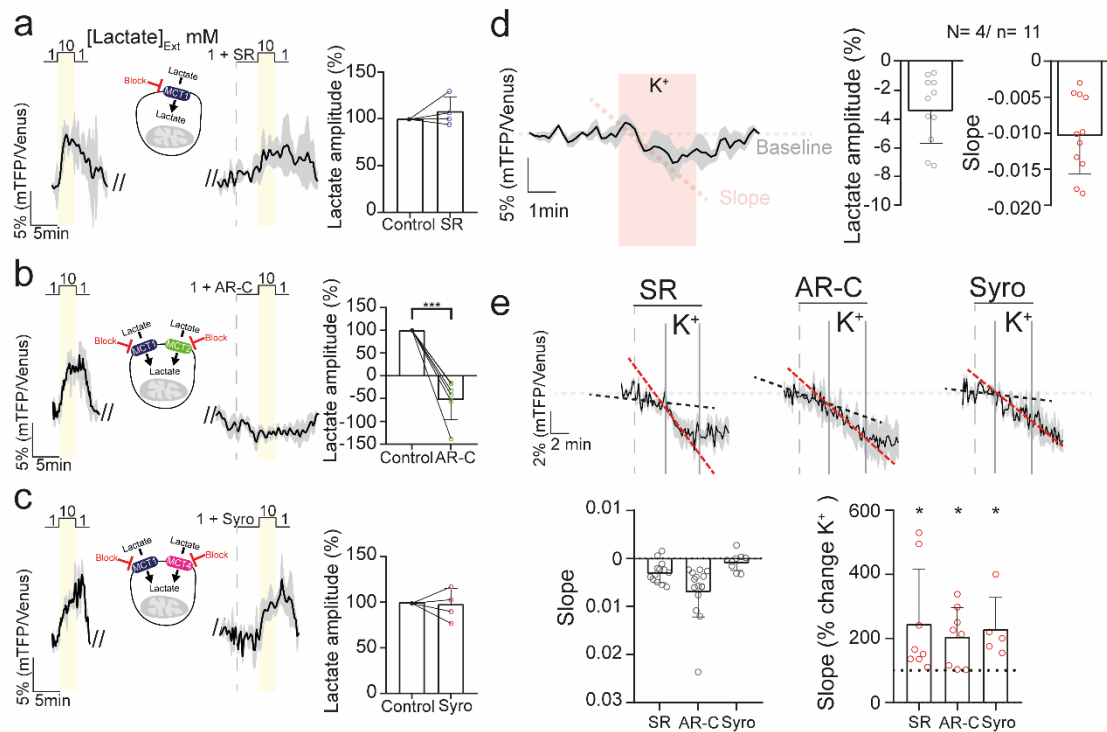 a
[Lactate]Ext mM
1 10 1
1 + SR 10 1
Block
Lactate
MCT1
Lactate
5% (mTFP/Venus)
5min
//
//
Lactate amplitude (%)
150
100
50
0
Control SR
b
1 10 1
1 + AR-C 10 1
Lactate Lactate
Block Block
MCT1
Lactate
5% (mTFP/Venus)
5min
//
//
Lactate amplitude (%)
***
150
100
50
0
-50
-100
-150
Control AR-C
c
1 10 1
1 + Syro 10 1
Lactate Lactate
Block Block
MCT1 MCT4
Lactate
5% (mTFP/Venus)
5min
//
//
Lactate amplitude (%)
150
100
50
0
Control Syro
d
K+
Baseline
Slope
5% (mTFP/Venus)
1min
N= 4/ n= 11
Lactate amplitude (%)
0
-2
-4
-6
-8
-10
Slope
0
-0.005
-0.010
-0.015
-0.020
e
SR AR-C Syro
K+ K+ K+
2% (mTFP/Venus)
2 min
Slope
0.01
0
0.01
0.02
0.03
SR AR-C Syro
Slope (% change K+)
600
400
200
0
* * *
SR AR-C Syro